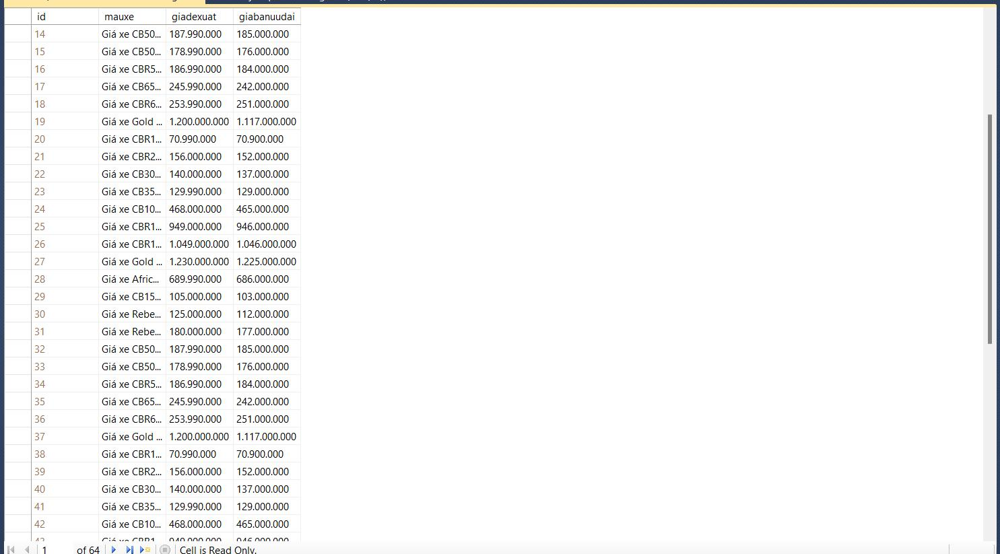 id mauxe giadexuat giabanuudai
14 Giá xe CB50... 187.990.000 185.000.000
15 Giá xe CB50... 178.990.000 176.000.000
16 Giá xe CBR5... 186.990.000 184.000.000
17 Giá xe CB65... 245.990.000 242.000.000
18 Giá xe CBR6... 253.990.000 251.000.000
19 Giá xe Gold ... 1.200.000.000 1.117.000.000
20 Giá xe CBR1... 70.990.000 70.900.000
21 Giá xe CBR2... 156.000.000 152.000.000
22 Giá xe CB30... 140.000.000 137.000.000
23 Giá xe CB35... 129.990.000 129.000.000
24 Giá xe CB10... 468.000.000 465.000.000
25 Giá xe CBR1... 949.000.000 946.000.000
26 Giá xe CBR1... 1.049.000.000 1.046.000.000
27 Giá xe Gold ... 1.230.000.000 1.225.000.000
28 Giá xe Afric... 689.990.000 686.000.000
29 Giá xe CB15... 105.000.000 103.000.000
30 Giá xe Rebe... 125.000.000 112.000.000
31 Giá xe Rebe... 180.000.000 177.000.000
32 Giá xe CB50... 187.990.000 185.000.000
33 Giá xe CB50... 178.990.000 176.000.000
34 Giá xe CBR5... 186.990.000 184.000.000
35 Giá xe CB65... 245.990.000 242.000.000
36 Giá xe CBR6... 253.990.000 251.000.000
37 Giá xe Gold ... 1.200.000.000 1.117.000.000
38 Giá xe CBR1... 70.990.000 70.900.000
39 Giá xe CBR2... 156.000.000 152.000.000
40 Giá xe CB30... 140.000.000 137.000.000
41 Giá xe CB35... 129.990.000 129.000.000
42 Giá xe CB10... 468.000.000 465.000.000
43 Giá xe CBR1... 949.000.000 946.000.000
1 of 64 Cell is Read Only.